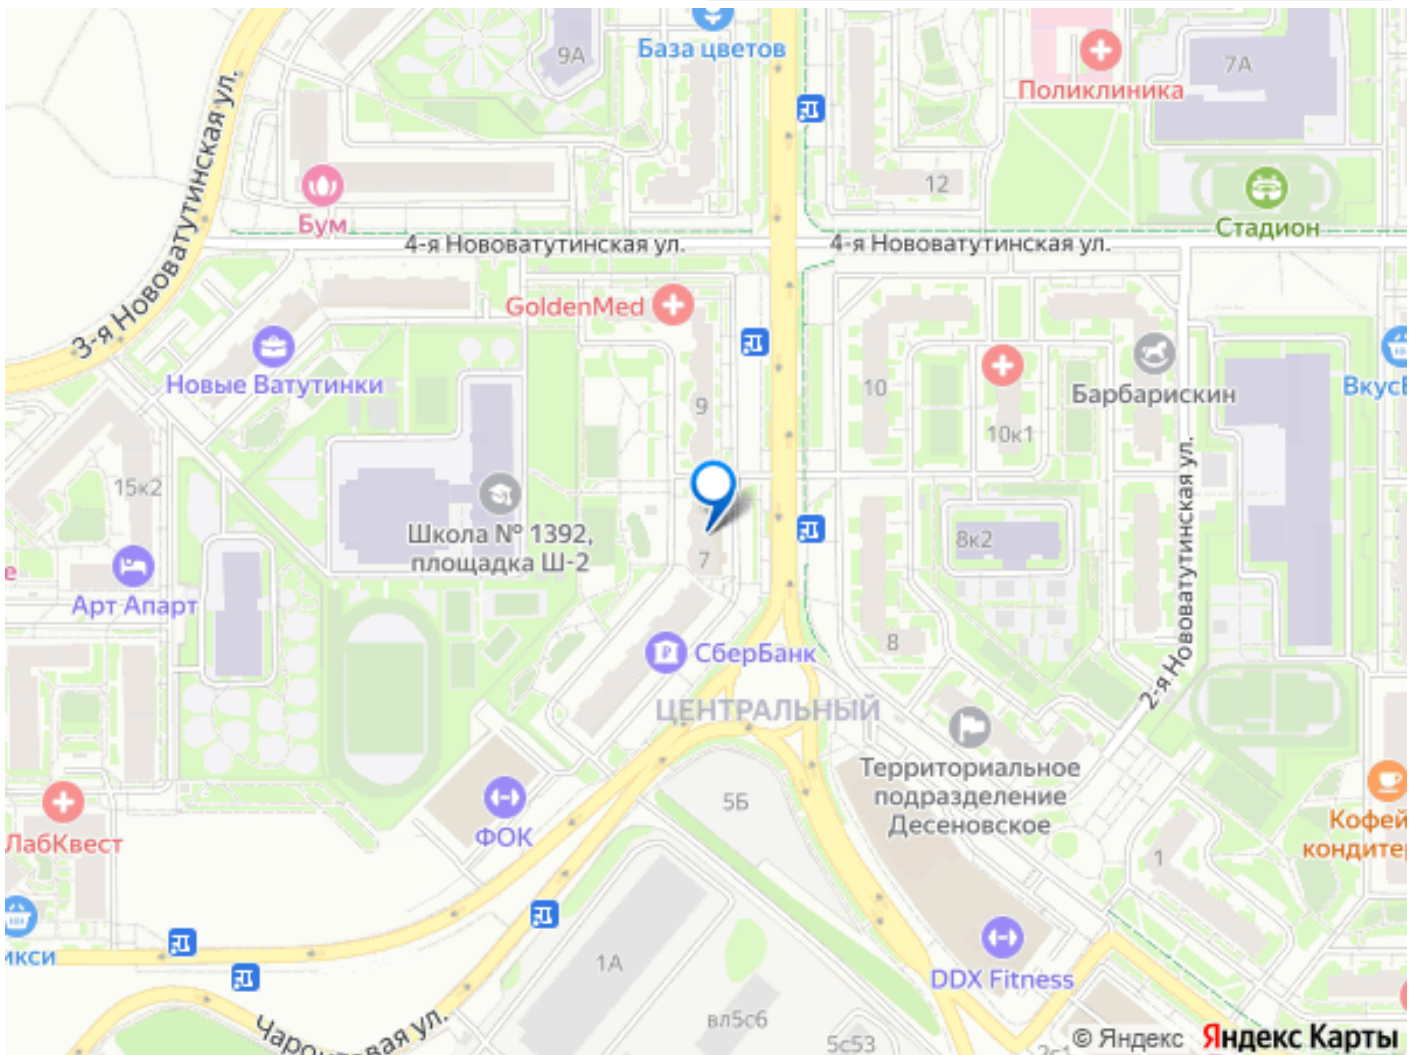 База цветов
9А
7А
Поликлиника
3-я Нововатутинская ул.
Бум
12
Стадион
4-я Нововатутинская ул.
4-я Нововатутинская ул.
GoldenMed
Новые Ватутинки
9
10
10к1
Барбарискин
15к2
Школа № 1392,
площадка Ш-2
7
8к2
2-я Нововатутинская ул.
Арт Апарт
СберБанк
8
ЦЕНТРАЛЬНЫЙ
Территориальное
подразделение
Десеновское
5Б
ФОК
ЛабКвест
1
1А
DDX Fitness
вл5с6
5с53
© Яндекс Яндекс Карты